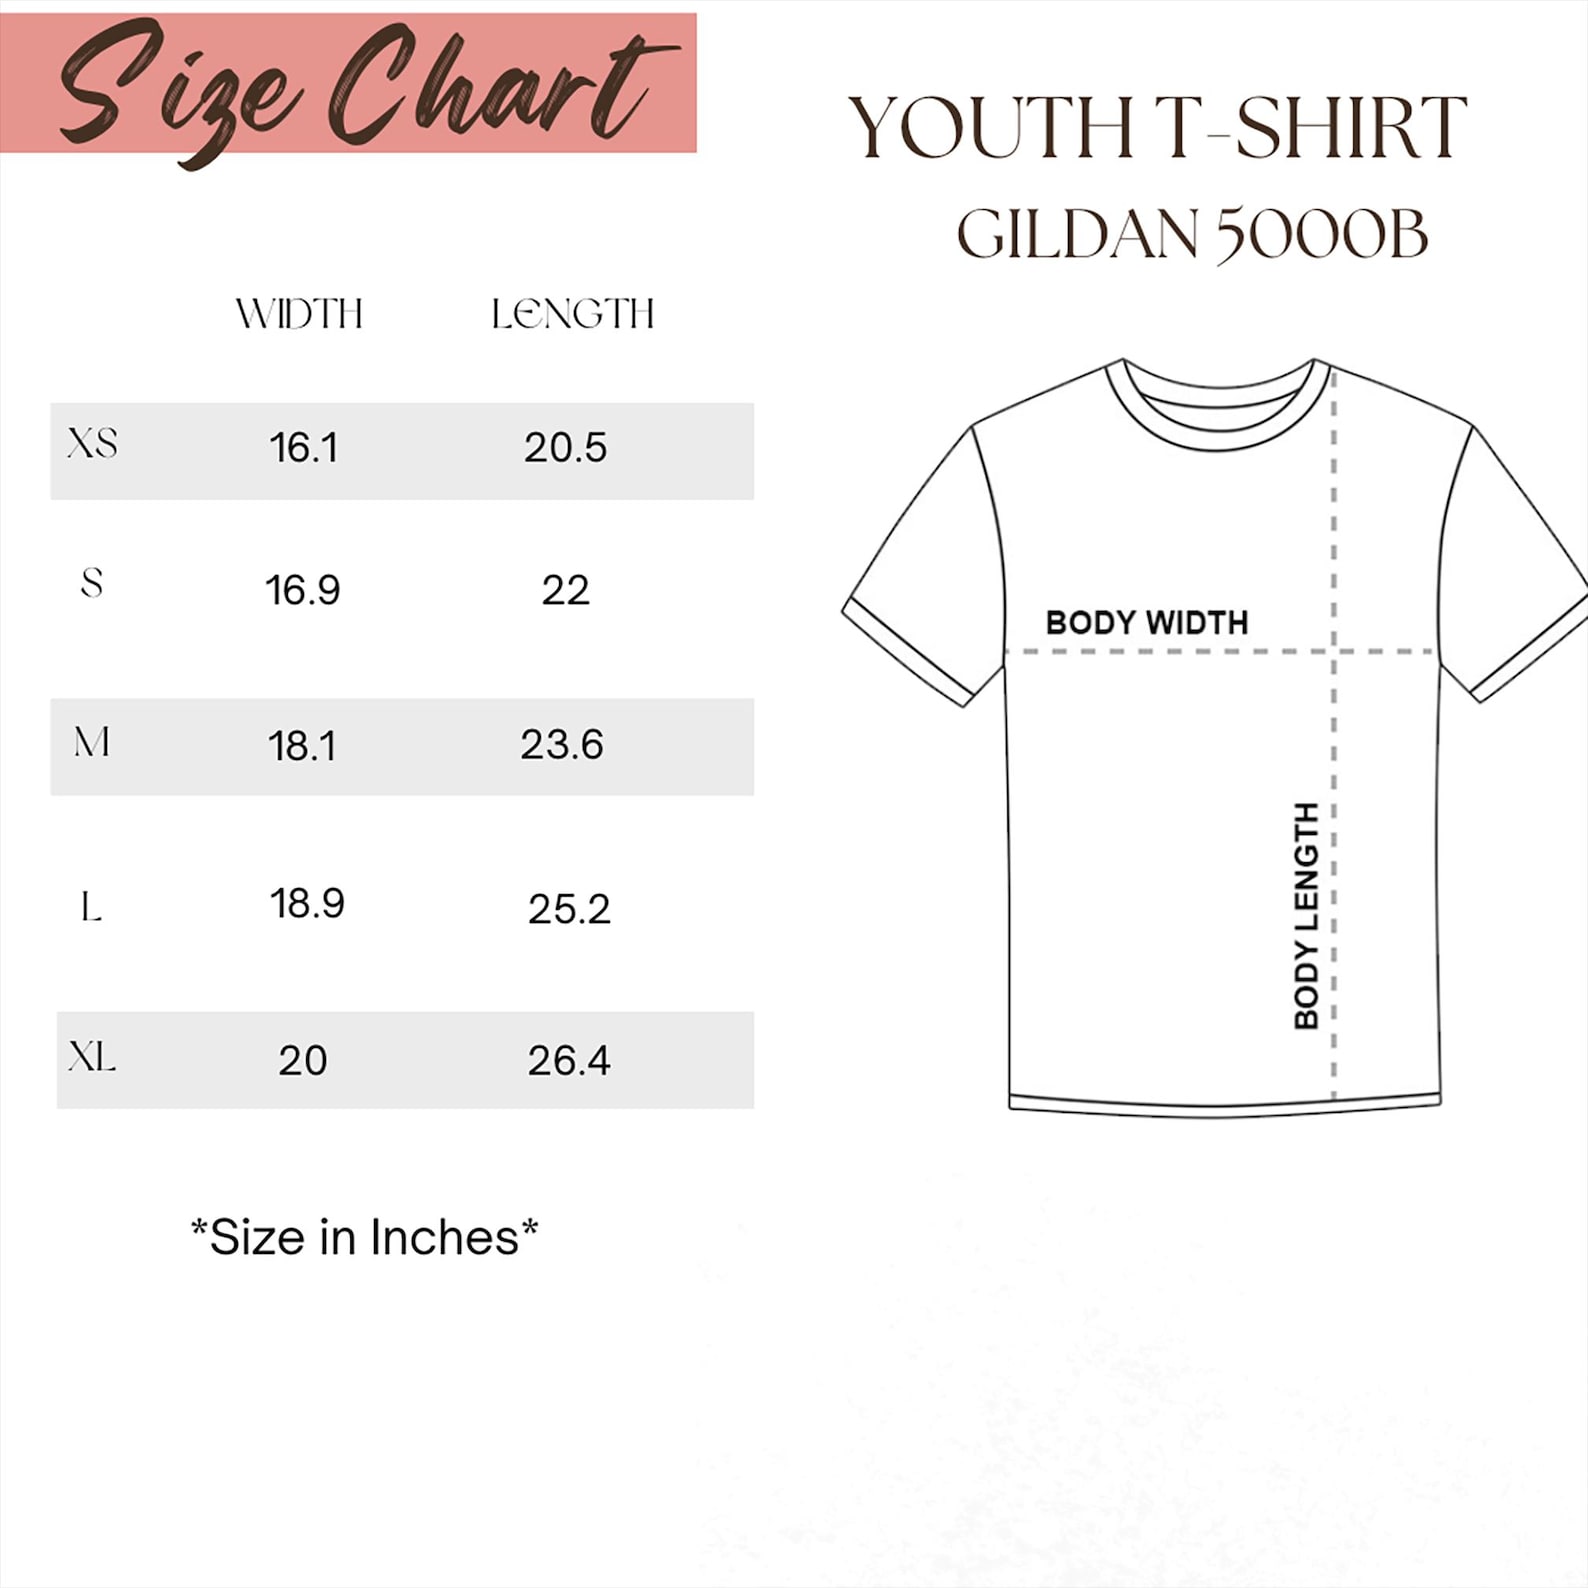 Size Chart
YOUTH T-SHIRT
GILDAN 5000B
WIDTH LENGTH
XS 16.1 20.5
S 16.9 22
M 18.1 23.6
L 18.9 25.2
XL 20 26.4
*Size in Inches*
BODY WIDTH
BODY LENGTH